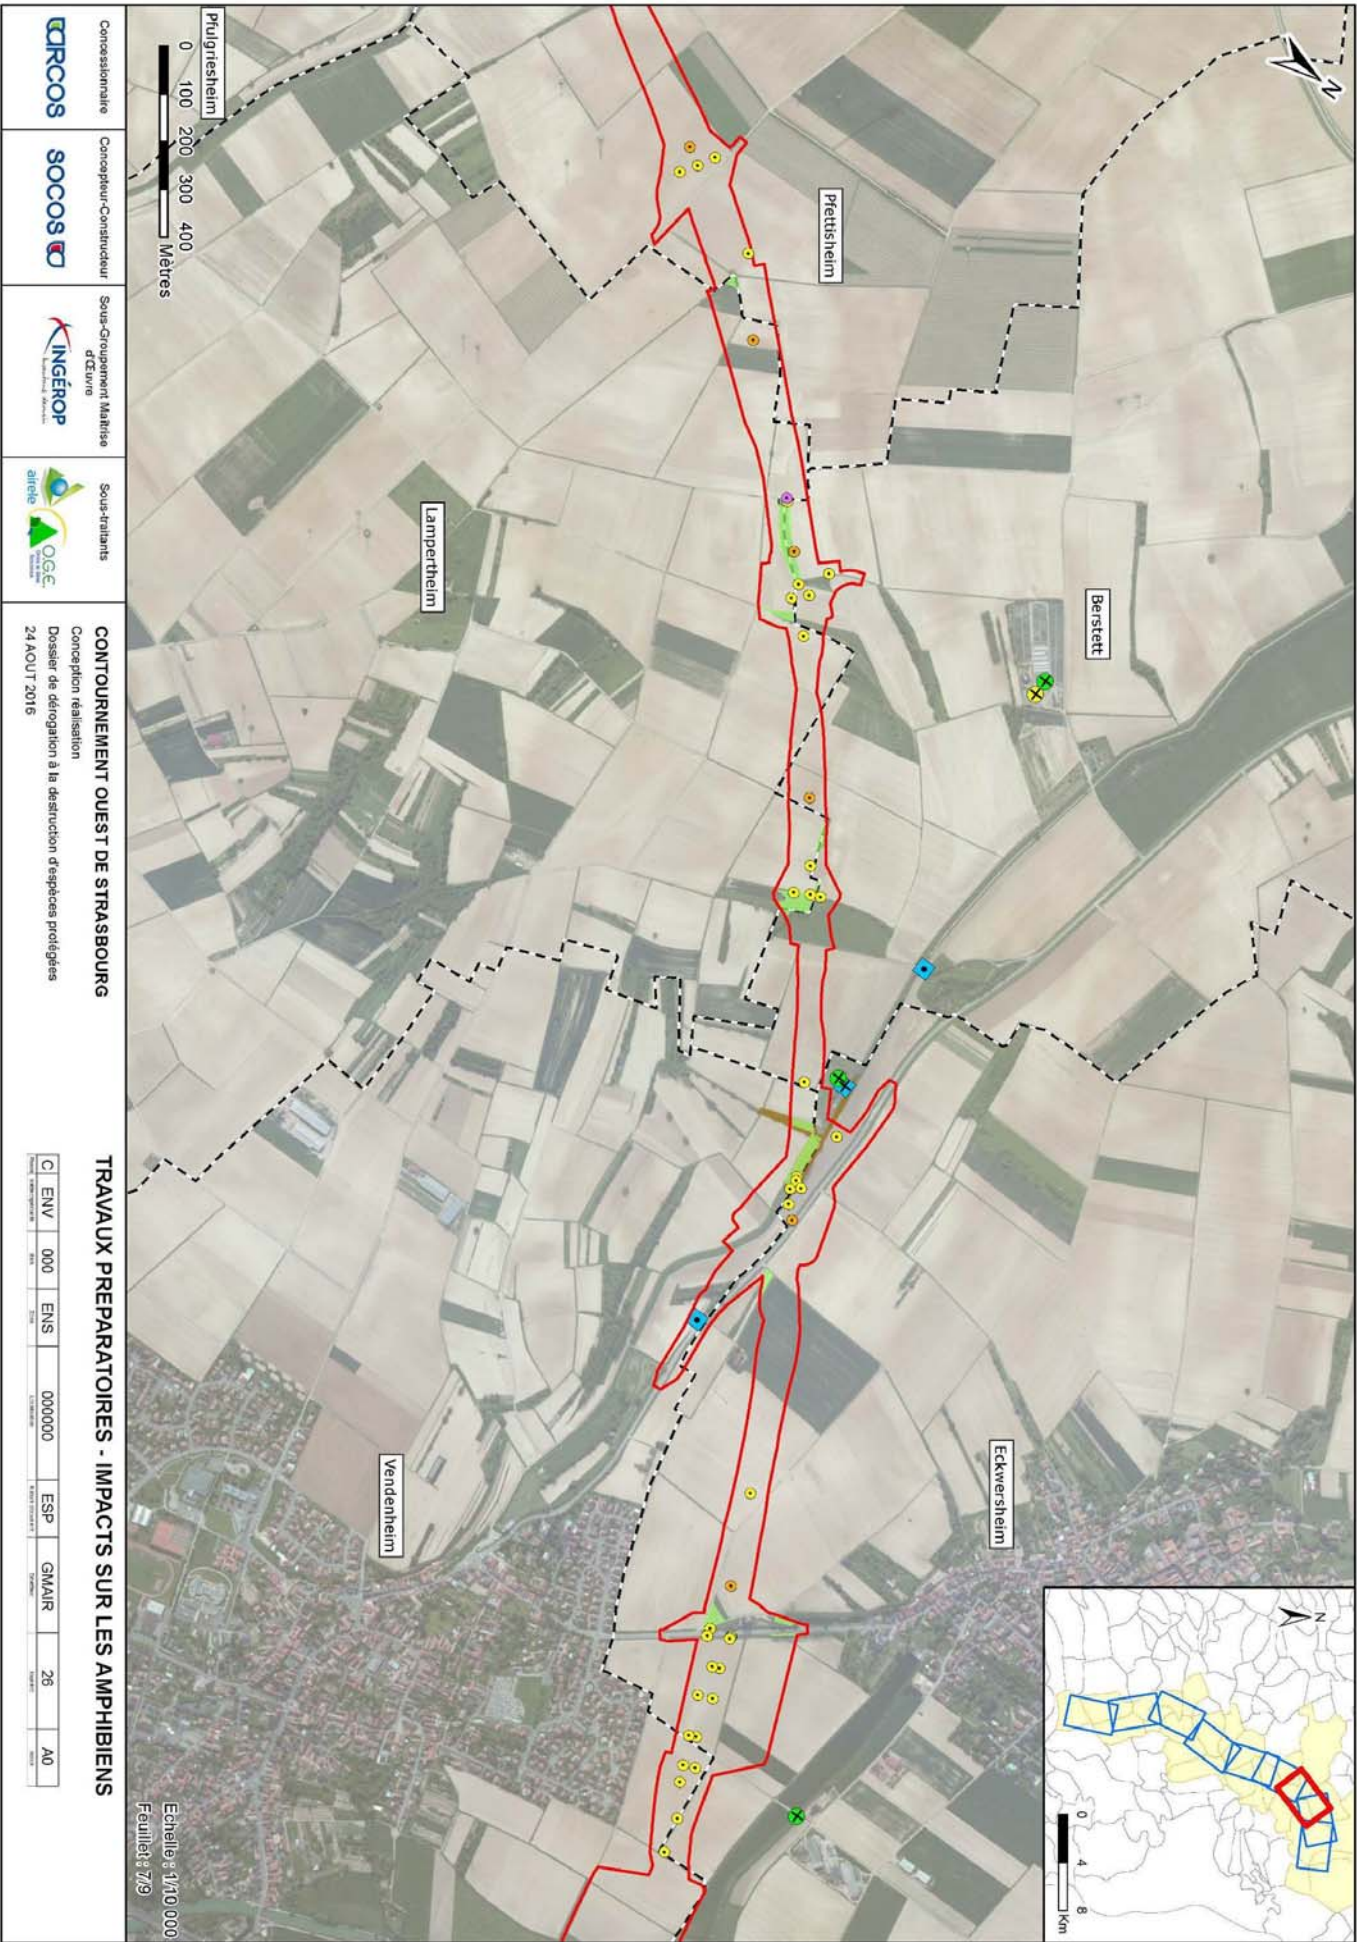 N
Pfulgriesheim
Pfettisheim
Berstett
Lampertheim
Eckwersheim
Vendenheim
0 100 200 300 400
Mètres
N
0 4 8
Km
Echelle : 1/10 000
Feuillet : 7/9
Concessionnaire
ARCOS
Concepteur-Constructeur
SOCOS
Sous-Groupement Maîtrise
d'Œuvre
INGÉROP
Sous-traitants
airele
O.G.E.
CONTOURNEMENT OUEST DE STRASBOURG
Conception réalisation
Dossier de dérogation à la destruction d'espèces protégées
24 AOUT 2016
TRAVAUX PREPARATOIRES - IMPACTS SUR LES AMPHIBIENS
C ENV 000 ENS 000000 ESP GMAIR 26 A0